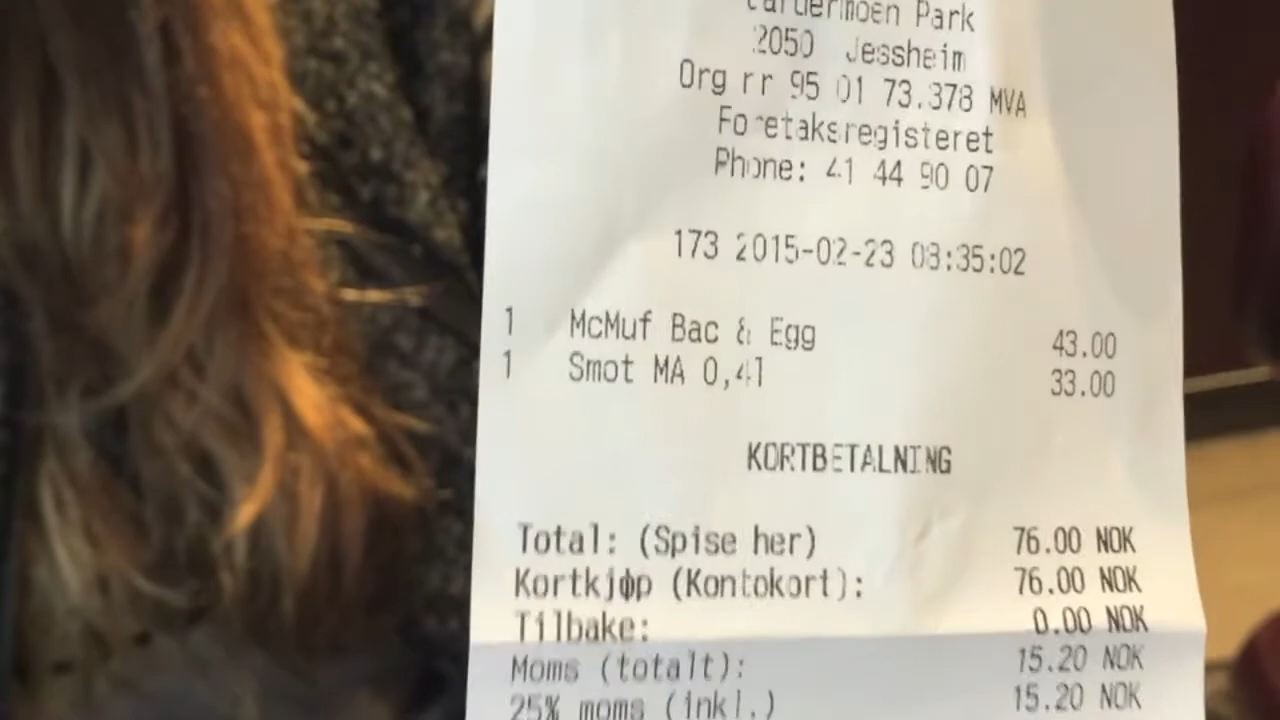 Park
2050 Jessheim
Org nr 95 01 73.378 MVA
Foretaksregisteret
Phone: 41 44 90 07
173 2015-02-23 08:35:02
1 McMuf Bac & Egg 43.00
1 Smot MA 0,4l 33.00
KORTBETALNING
Total: (Spise her) 76.00 NOK
Kortkjøp (Kontokort): 76.00 NOK
Tilbake: 0.00 NOK
Moms (totalt): 15.20 NOK
25% moms (inkl.) 15.20 NOK